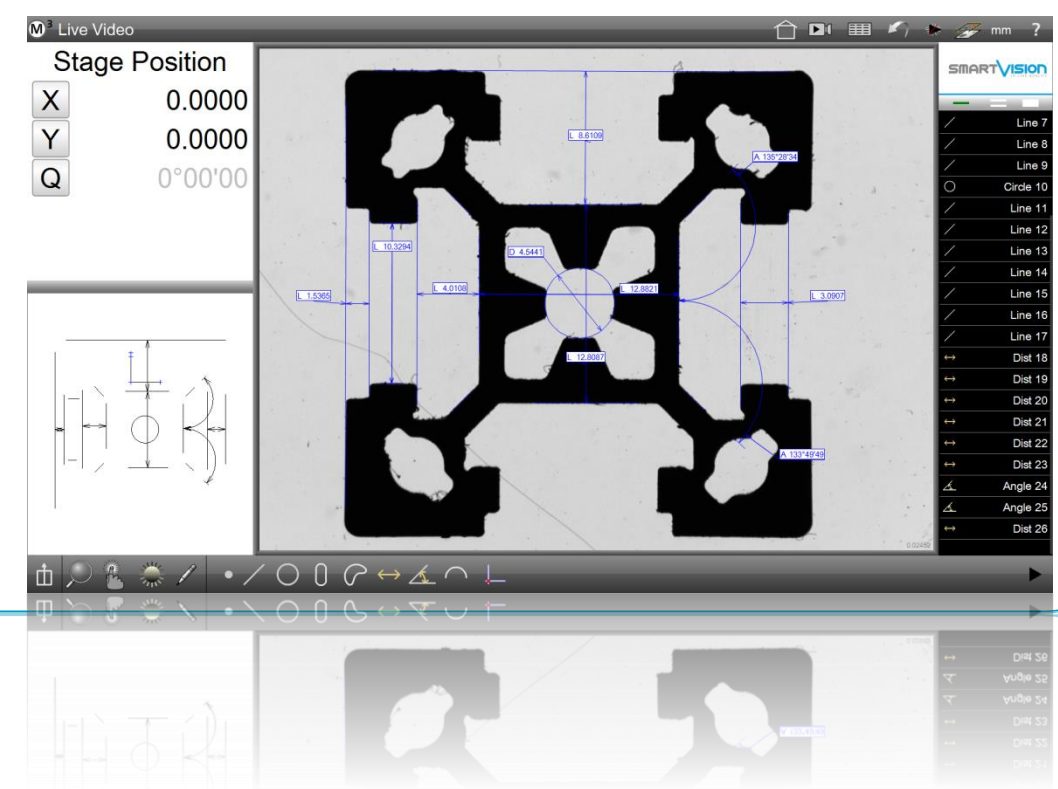 M³ Live Video
mm ?
Stage Position
X 0.0000
Y 0.0000
Q 0°00'00
L 8.6109
A 135°28'34
L 10.3294
D 4.5441
L 1.5365
L 4.0108
L 12.8821
L 3.0907
L 12.8087
A 133°49'49
SMARTVISION
Line 7
Line 8
Line 9
Circle 10
Line 11
Line 12
Line 13
Line 14
Line 15
Line 16
Line 17
Dist 18
Dist 19
Dist 20
Dist 21
Dist 22
Dist 23
Angle 24
Angle 25
Dist 26